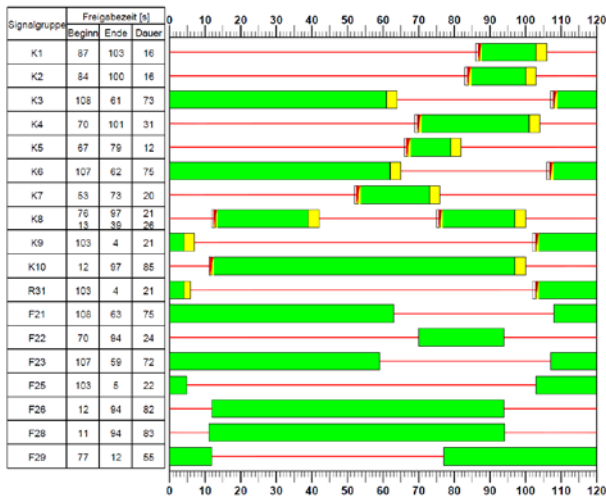 Signalgruppe Freigabezeit [s]
Beginn Ende Dauer
0 10 20 30 40 50 60 70 80 90 100 110 120
K1 87 103 16
K2 84 100 16
K3 108 61 73
K4 70 101 31
K5 67 79 12
K6 107 62 75
K7 53 73 20
K8 76 97 21
13 39 26
K9 103 4 21
K10 12 97 85
R31 103 4 21
F21 108 63 75
F22 70 94 24
F23 107 59 72
F25 103 5 22
F26 12 94 82
F28 11 94 83
F29 77 12 55
0 10 20 30 40 50 60 70 80 90 100 110 120